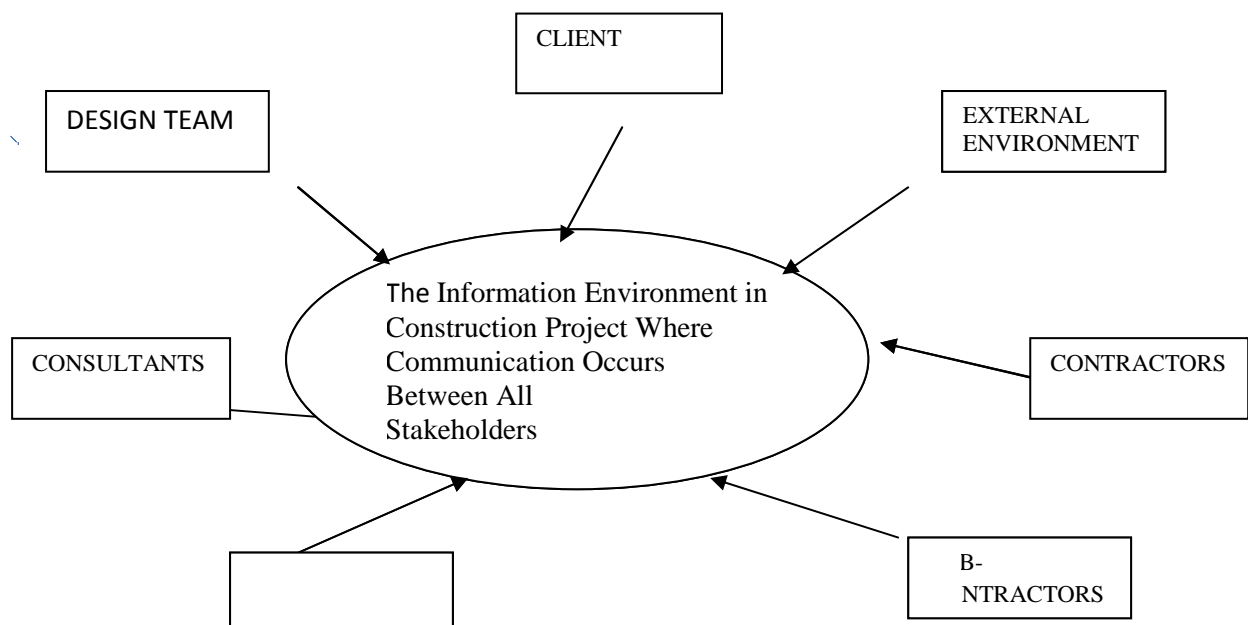 CLIENT
DESIGN TEAM
EXTERNAL
ENVIRONMENT
The Information Environment in
Construction Project Where
Communication Occurs
Between All
Stakeholders
CONSULTANTS
CONTRACTORS
B-
NTRACTORS